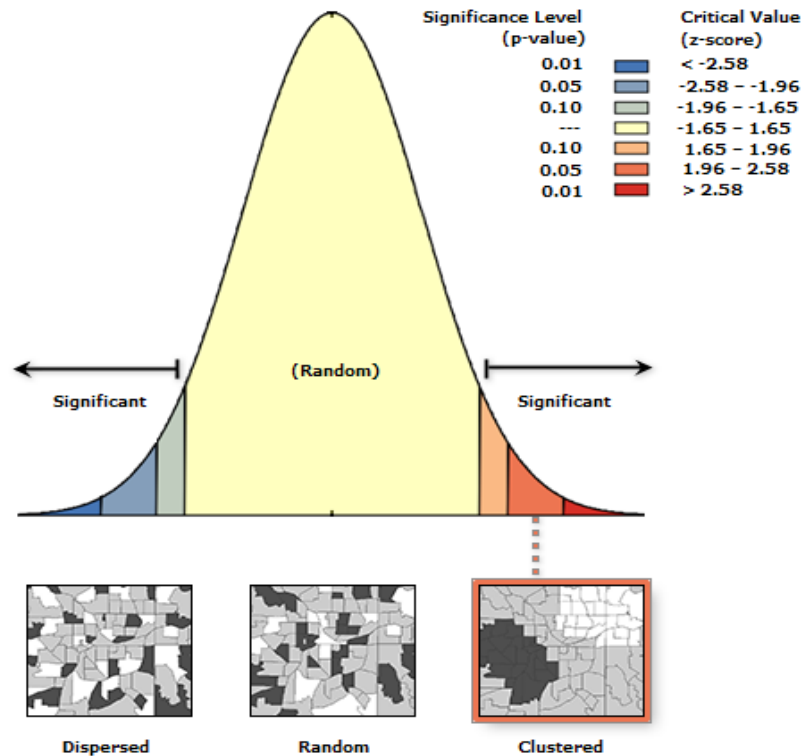 Significance Level Critical Value
(p-value) (z-score)
0.01 < -2.58
0.05 -2.58 – -1.96
0.10 -1.96 – -1.65
--- -1.65 – 1.65
0.10 1.65 – 1.96
0.05 1.96 – 2.58
0.01 > 2.58
(Random)
Significant Significant
Dispersed Random Clustered